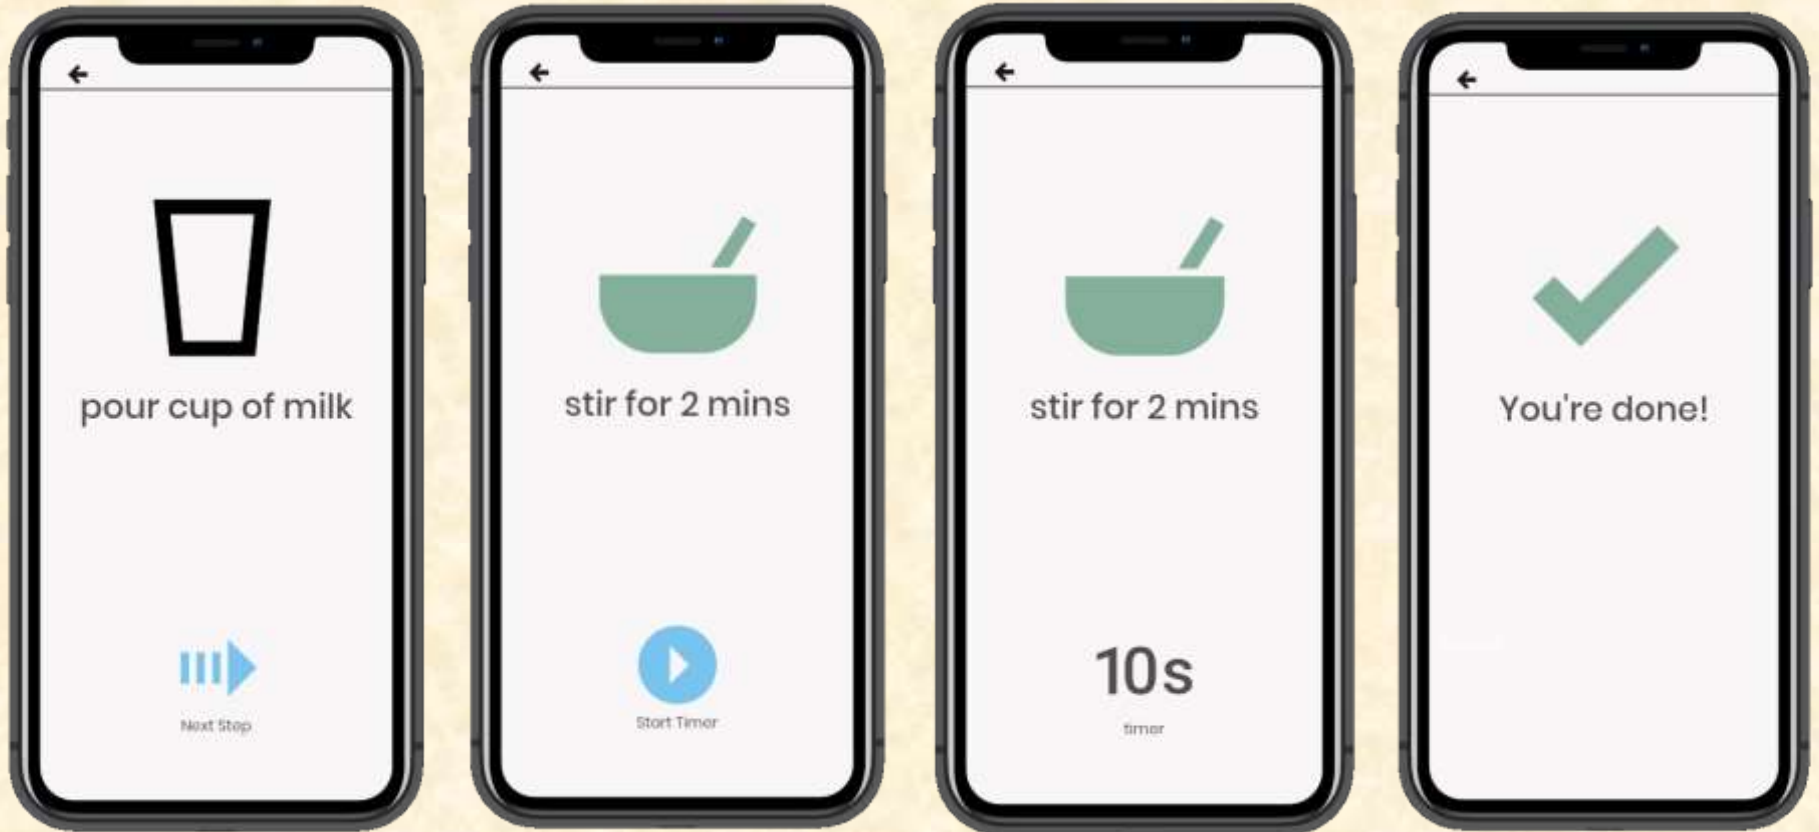 pour cup of milk
Next Step
stir for 2 mins
Start Timer
stir for 2 mins
10s
timer
You're done!